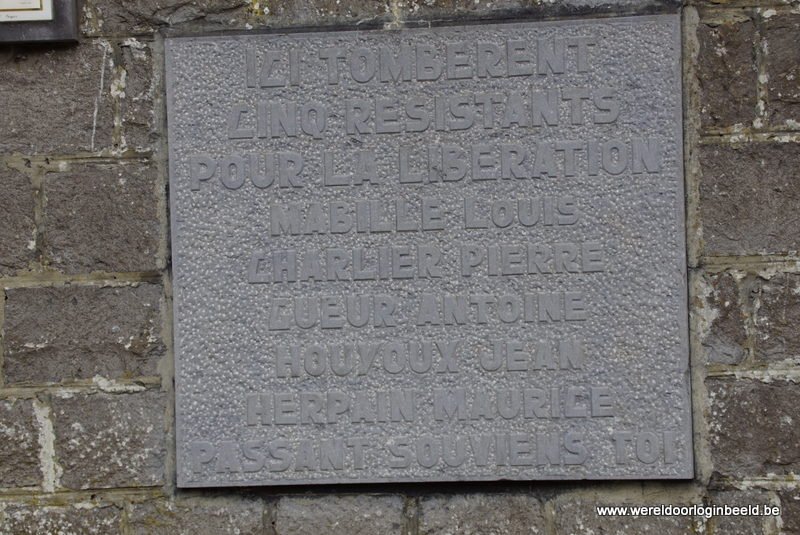 ICI TOMBERENT
CINQ RESISTANTS
POUR LA LIBERATION
MABILLE LOUIS
CHARLIER PIERRE
CUEUR ANTOINE
HOUYOUX JEAN
HERPAIN MAURICE
PASSANT SOUVIENS TOI
www.wereldoorloginbeeld.be